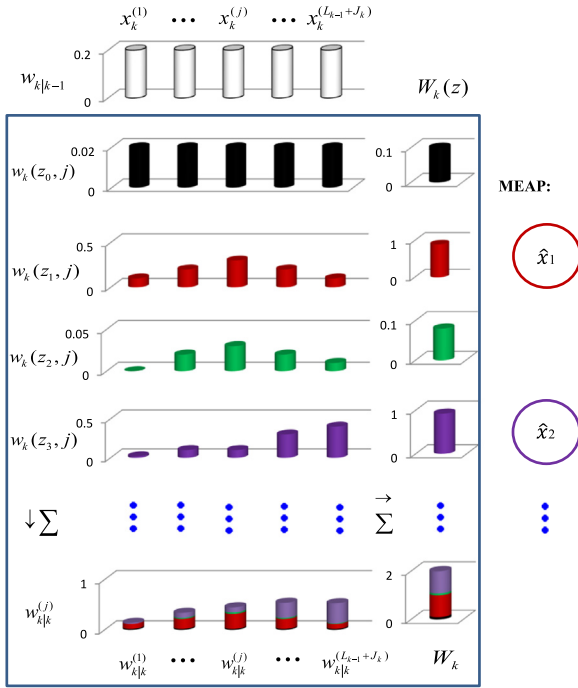 x_k^(1) ••• x_k^(j) ••• x_k^(L_{k-1}+J_k)
0.2
w_{k|k-1}
0
W_k(z)
0.02
w_k(z_0, j)
0
0.1
0
MEAP:
0.5
w_k(z_1, j)
0
1
0
x̂_1
0.05
w_k(z_2, j)
0
0.1
0
0.5
w_k(z_3, j)
0
1
0
x̂_2
↓∑
→
∑
1
w_{k|k}^(j)
0
2
0
w_{k|k}^(1) ••• w_{k|k}^(j) ••• w_{k|k}^(L_{k-1}+J_k) W_k